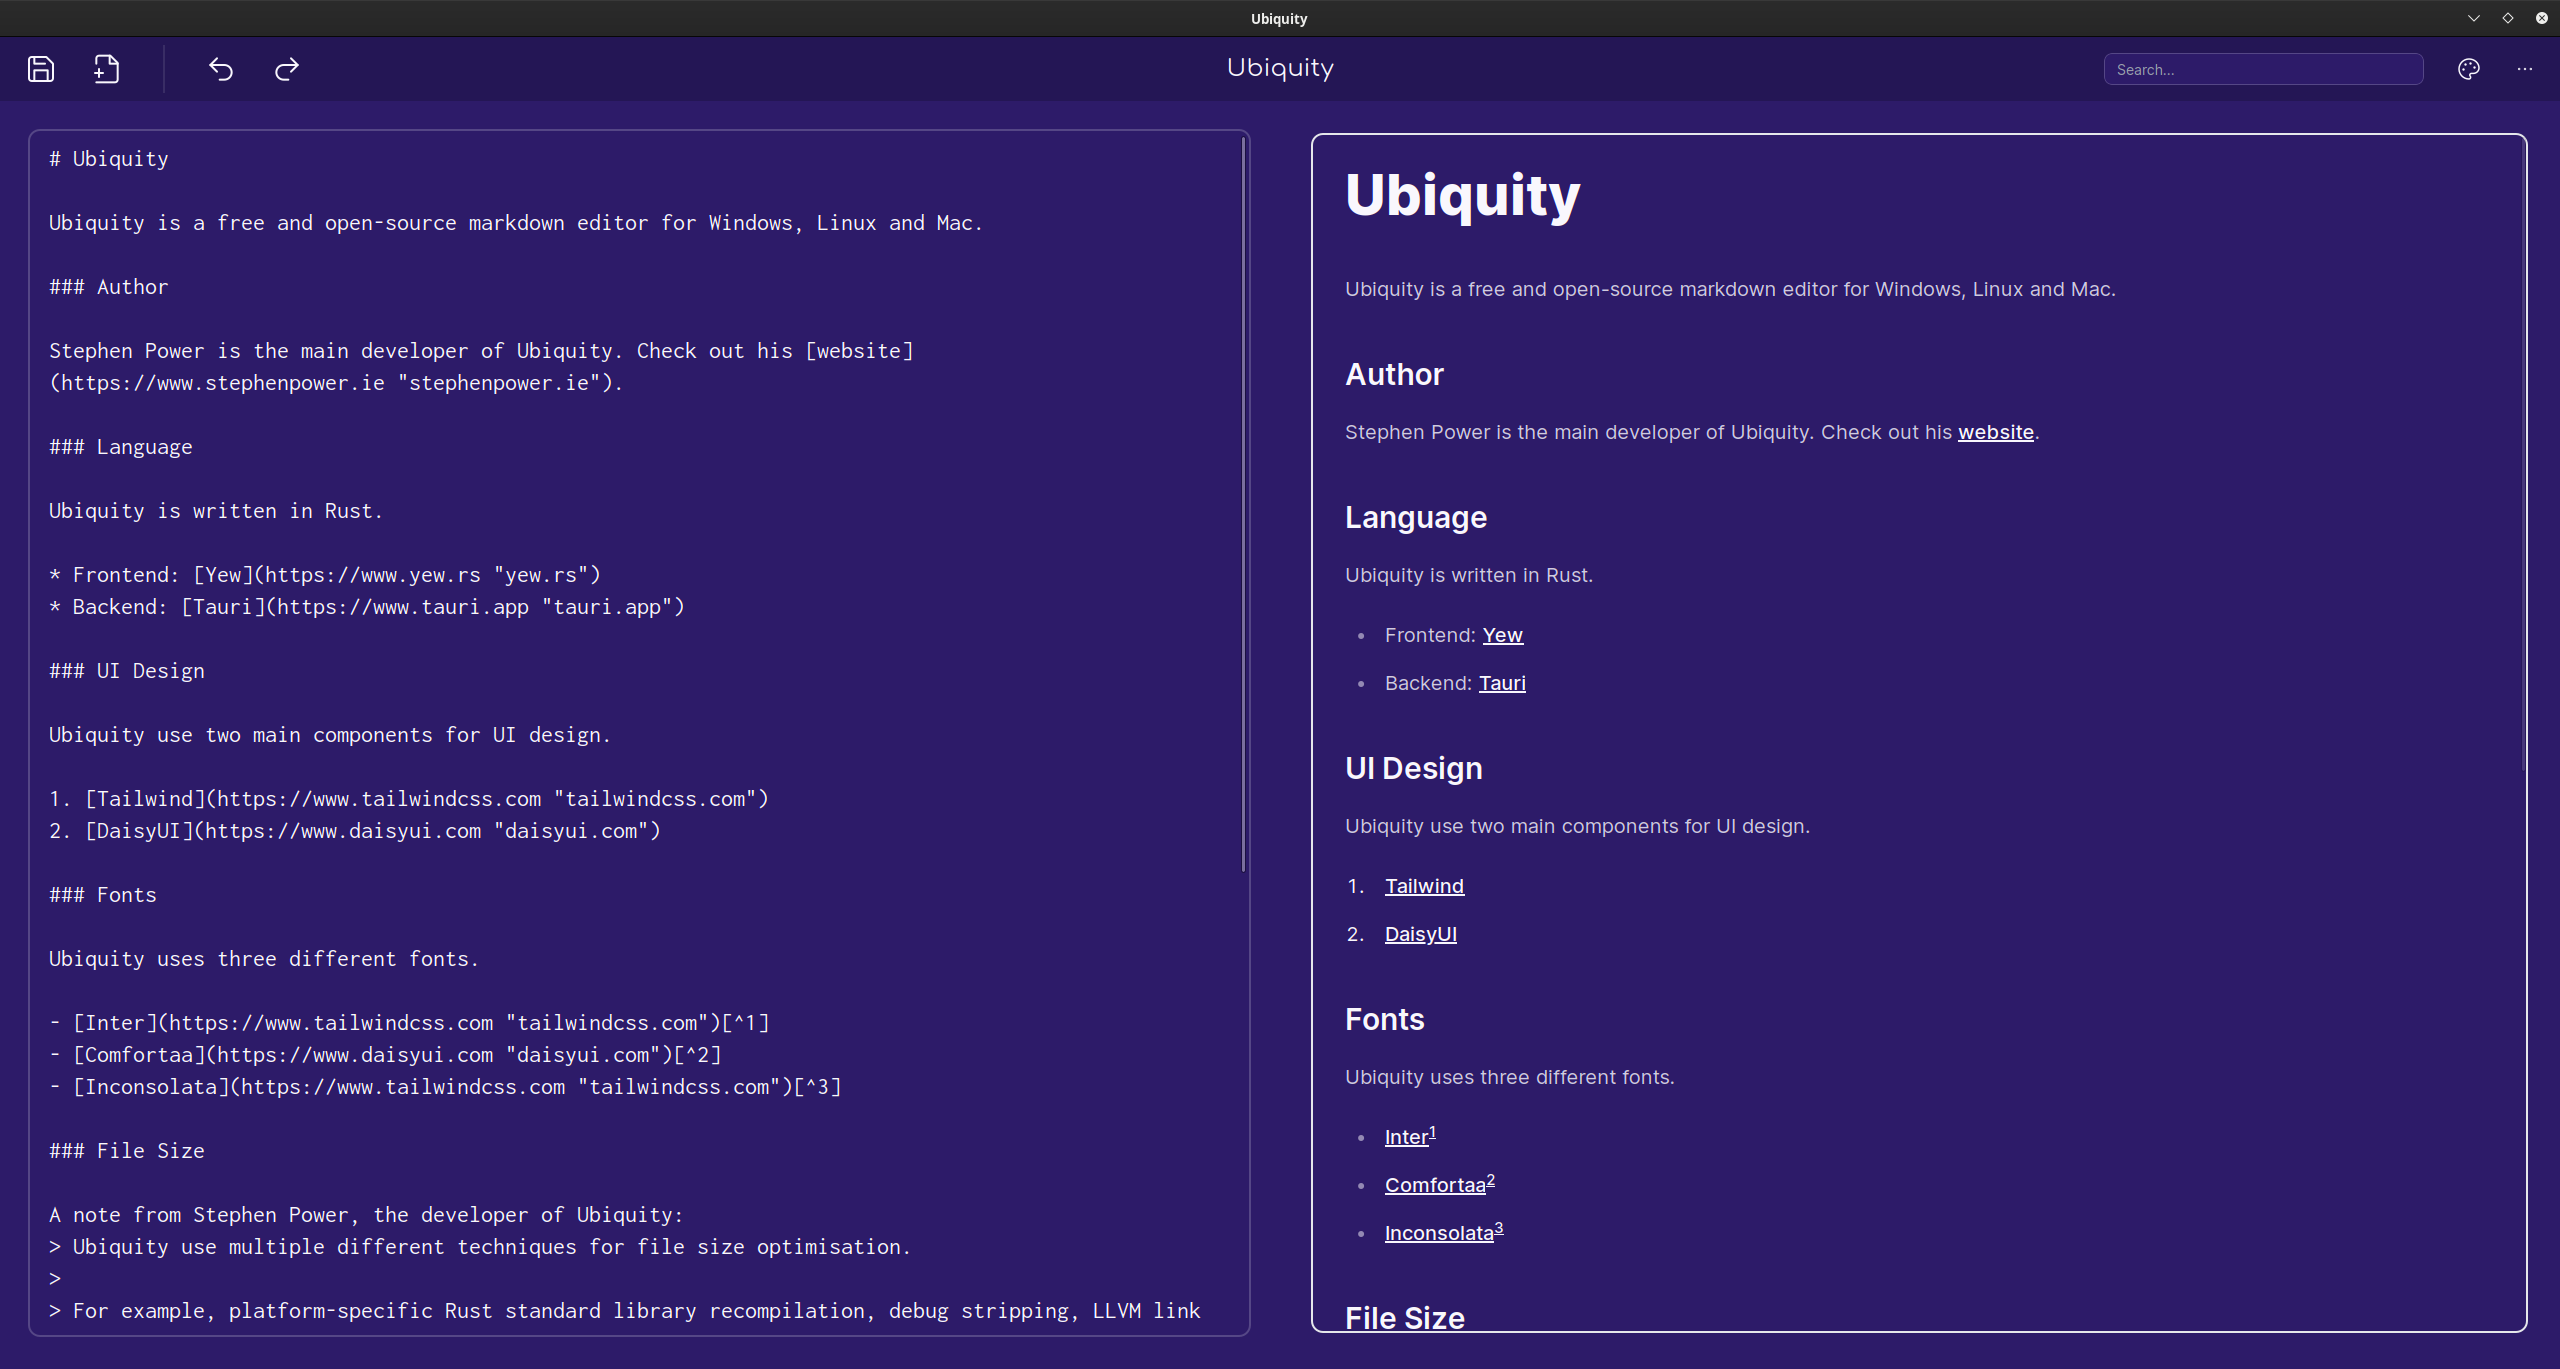 Ubiquity
Ubiquity
Search...
# Ubiquity
Ubiquity is a free and open-source markdown editor for Windows, Linux and Mac.
### Author
Stephen Power is the main developer of Ubiquity. Check out his [website]
(https://www.stephenpower.ie "stephenpower.ie").
### Language
Ubiquity is written in Rust.
* Frontend: [Yew](https://www.yew.rs "yew.rs")
* Backend: [Tauri](https://www.tauri.app "tauri.app")
### UI Design
Ubiquity use two main components for UI design.
1. [Tailwind](https://www.tailwindcss.com "tailwindcss.com")
2. [DaisyUI](https://www.daisyui.com "daisyui.com")
### Fonts
Ubiquity uses three different fonts.
- [Inter](https://www.tailwindcss.com "tailwindcss.com")[^1]
- [Comfortaa](https://www.daisyui.com "daisyui.com")[^2]
- [Inconsolata](https://www.tailwindcss.com "tailwindcss.com")[^3]
### File Size
A note from Stephen Power, the developer of Ubiquity:
> Ubiquity use multiple different techniques for file size optimisation.
>
> For example, platform-specific Rust standard library recompilation, debug stripping, LLVM link
Ubiquity
Ubiquity is a free and open-source markdown editor for Windows, Linux and Mac.
Author
Stephen Power is the main developer of Ubiquity. Check out his website.
Language
Ubiquity is written in Rust.
• Frontend: Yew
• Backend: Tauri
UI Design
Ubiquity use two main components for UI design.
1. Tailwind
2. DaisyUI
Fonts
Ubiquity uses three different fonts.
• Inter1
• Comfortaa2
• Inconsolata3
File Size